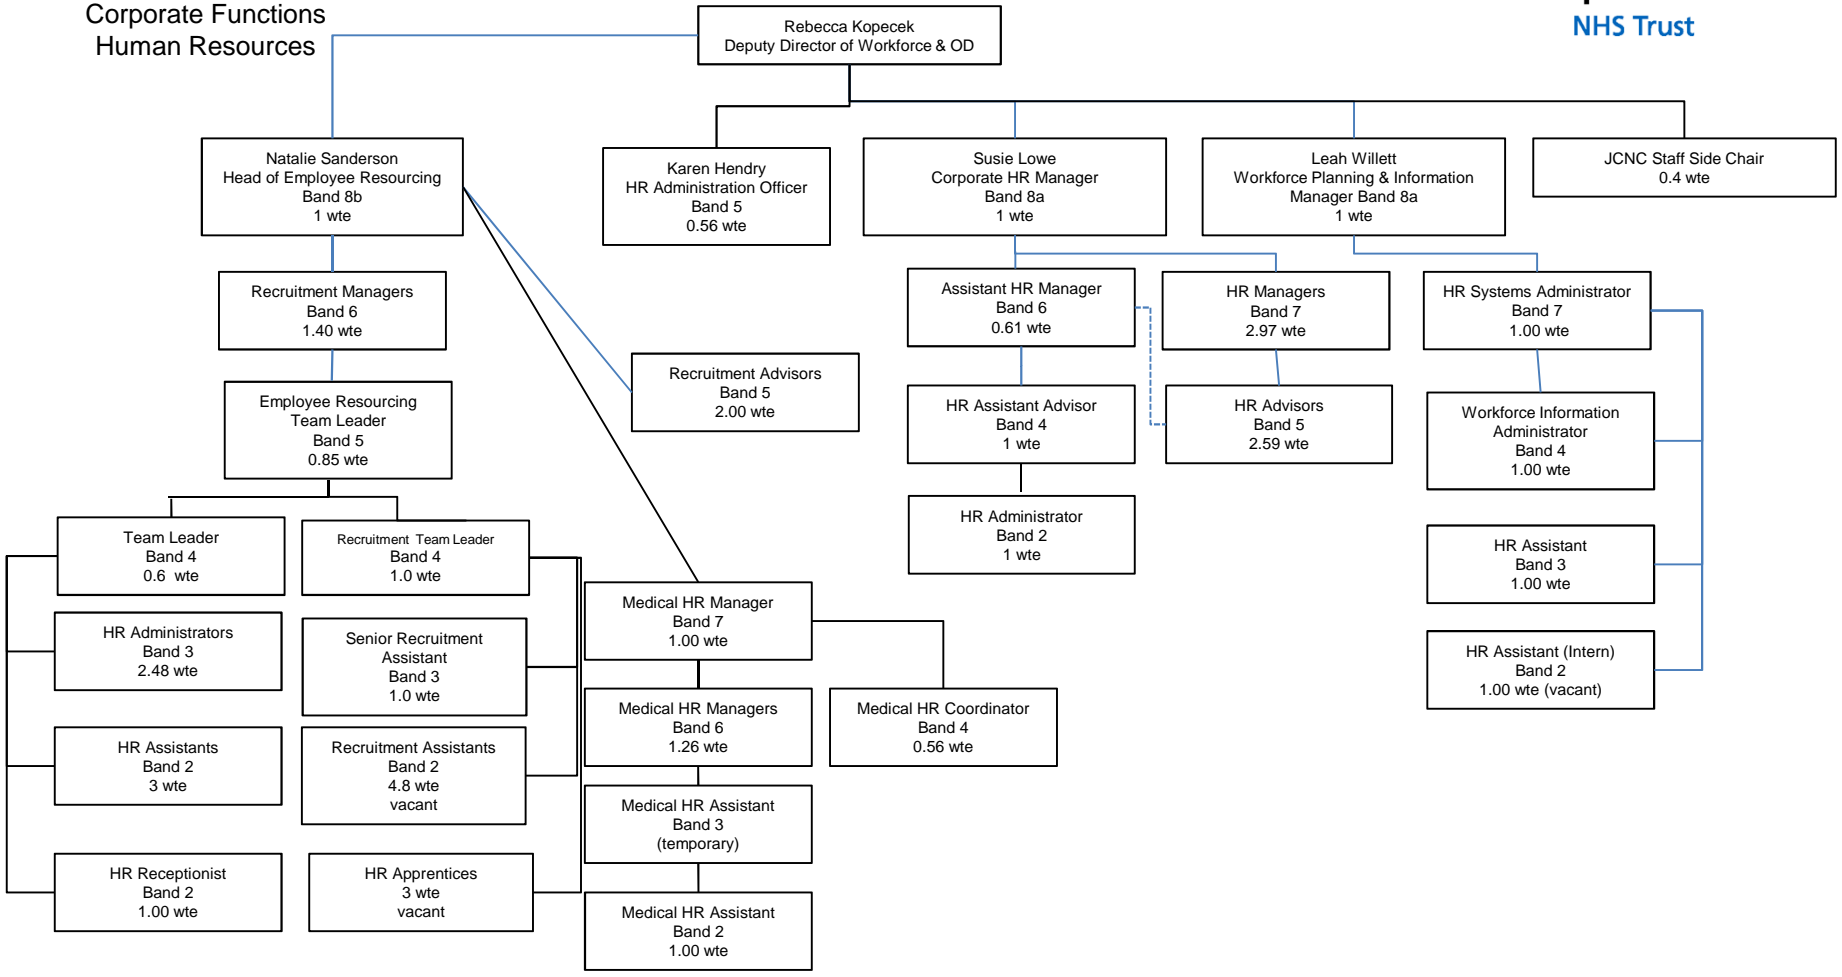 Corporate Functions
Human Resources
NHS Trust
Rebecca Kopecek
Deputy Director of Workforce & OD
Natalie Sanderson
Head of Employee Resourcing
Band 8b
1 wte
Karen Hendry
HR Administration Officer
Band 5
0.56 wte
Susie Lowe
Corporate HR Manager
Band 8a
1 wte
Leah Willett
Workforce Planning & Information
Manager Band 8a
1 wte
JCNC Staff Side Chair
0.4 wte
Recruitment Managers
Band 6
1.40 wte
Assistant HR Manager
Band 6
0.61 wte
HR Managers
Band 7
2.97 wte
HR Systems Administrator
Band 7
1.00 wte
Recruitment Advisors
Band 5
2.00 wte
Employee Resourcing
Team Leader
Band 5
0.85 wte
HR Assistant Advisor
Band 4
1 wte
HR Advisors
Band 5
2.59 wte
Workforce Information
Administrator
Band 4
1.00 wte
HR Administrator
Band 2
1 wte
Team Leader
Band 4
0.6 wte
Recruitment Team Leader
Band 4
1.0 wte
HR Assistant
Band 3
1.00 wte
Medical HR Manager
Band 7
1.00 wte
HR Administrators
Band 3
2.48 wte
Senior Recruitment
Assistant
Band 3
1.0 wte
HR Assistant (Intern)
Band 2
1.00 wte (vacant)
Medical HR Managers
Band 6
1.26 wte
Medical HR Coordinator
Band 4
0.56 wte
HR Assistants
Band 2
3 wte
Recruitment Assistants
Band 2
4.8 wte
vacant
Medical HR Assistant
Band 3
(temporary)
HR Receptionist
Band 2
1.00 wte
HR Apprentices
3 wte
vacant
Medical HR Assistant
Band 2
1.00 wte